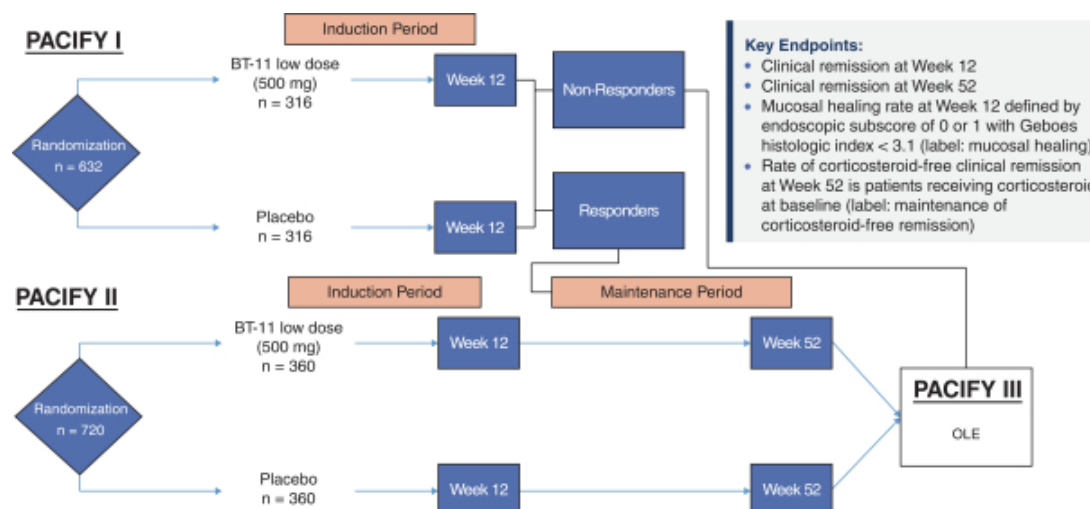 PACIFY I
Induction Period
BT-11 low dose
(500 mg)
n = 316
Week 12
Non-Responders
Randomization
n = 632
Placebo
n = 316
Week 12
Responders
Key Endpoints:
• Clinical remission at Week 12
• Clinical remission at Week 52
• Mucosal healing rate at Week 12 defined by
endoscopic subscore of 0 or 1 with Geboes
histologic index < 3.1 (label: mucosal healing)
• Rate of corticosteroid-free clinical remission
at Week 52 is patients receiving corticosteroid
at baseline (label: maintenance of
corticosteroid-free remission)
PACIFY II
Induction Period
Maintenance Period
BT-11 low dose
(500 mg)
n = 360
Week 12
Week 52
Randomization
n = 720
Placebo
n = 360
Week 12
Week 52
PACIFY III
OLE